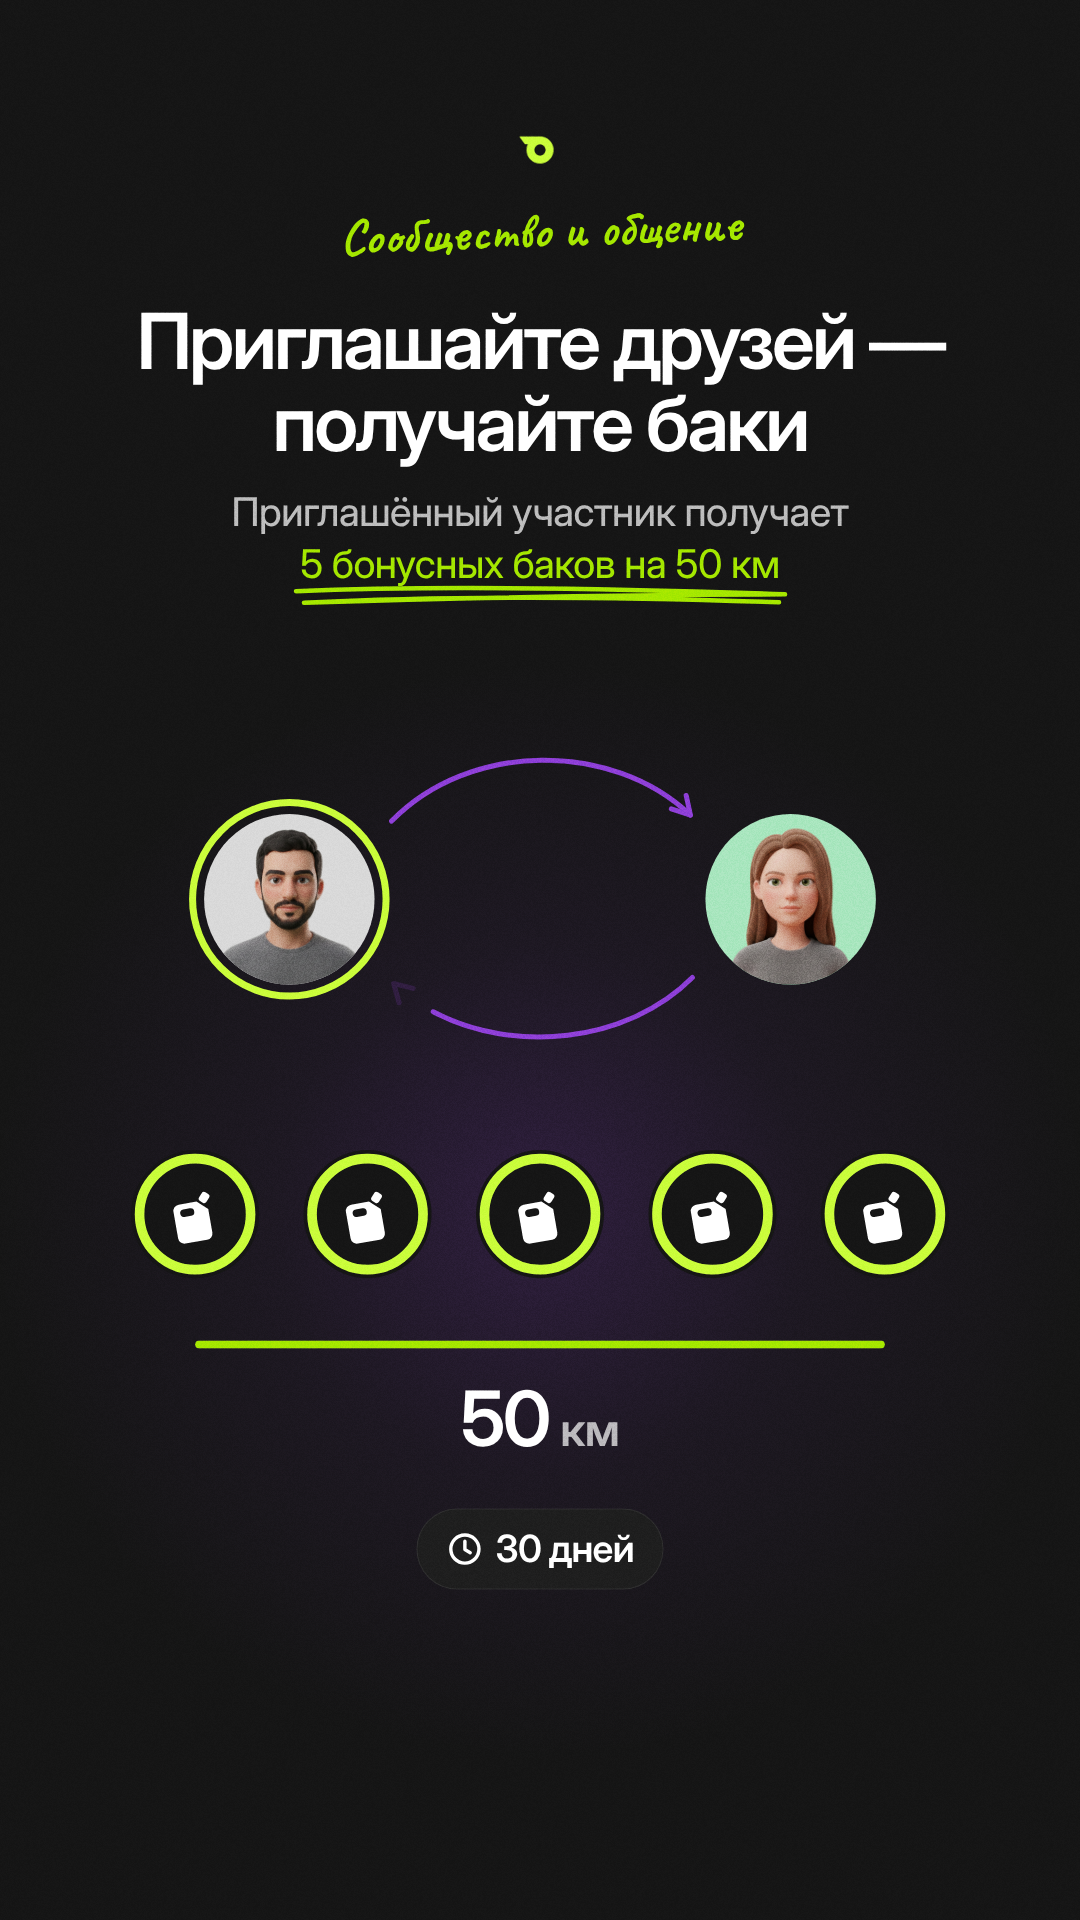 Сообщество и общение
Приглашайте друзей —
получайте баки
Приглашённый участник получает
5 бонусных баков на 50 км
50 км
30 дней